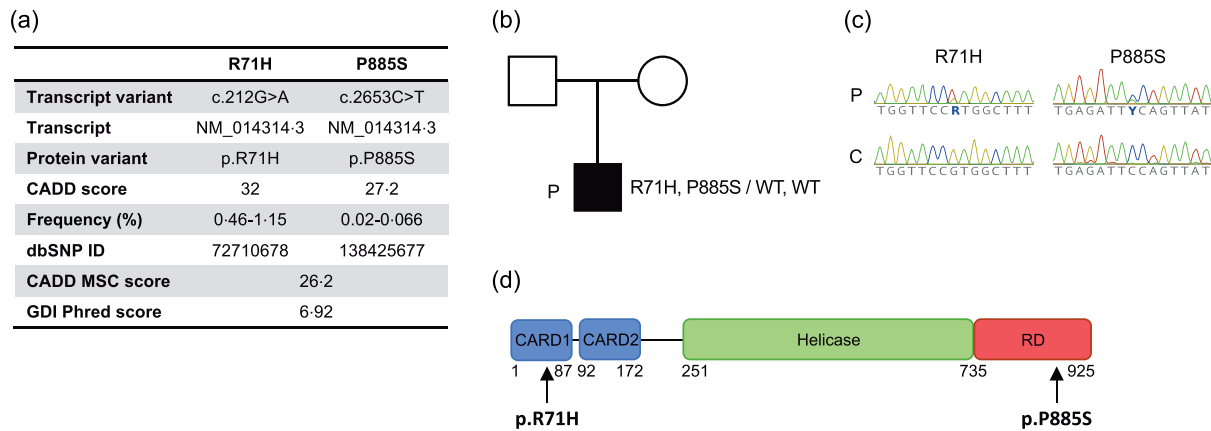 (a)
R71H P885S
Transcript variant c.212G>A c.2653C>T
Transcript NM_014314·3 NM_014314·3
Protein variant p.R71H p.P885S
CADD score 32 27·2
Frequency (%) 0·46-1·15 0.02-0·066
dbSNP ID 72710678 138425677
CADD MSC score 26·2
GDI Phred score 6·92
(b)
P R71H, P885S / WT, WT
(c)
R71H P885S
P TGGTTCCRTGGCTTT TGAGATTYCAGTTAT
C TGGTTCCGTGGCTTT TGAGATTCCAGTTAT
(d)
CARD1 CARD2 Helicase RD
1 87 92 172 251 735 925
p.R71H p.P885S